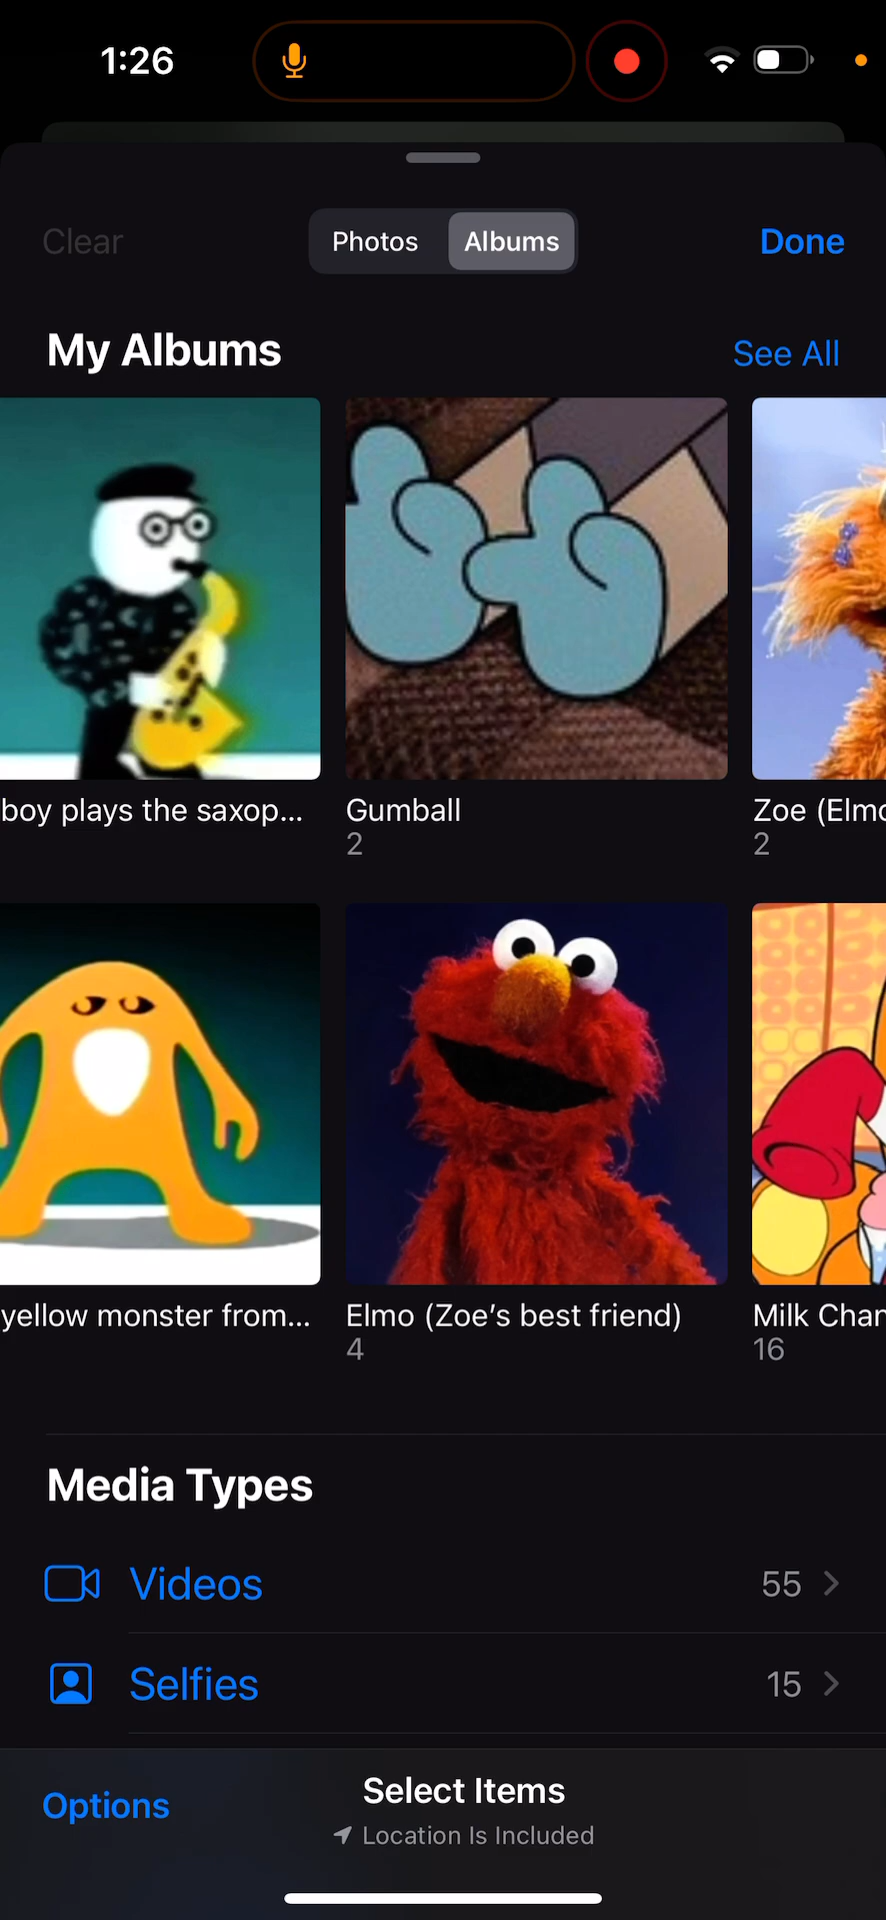 1:26
Clear
Photos
Albums
Done
My Albums
See All
boy plays the saxop...
Gumball
2
Zoe (Elmo
2
yellow monster from...
Elmo (Zoe’s best friend)
4
Milk Chan
16
Media Types
Videos
55
Selfies
15
Options
Select Items
Location Is Included